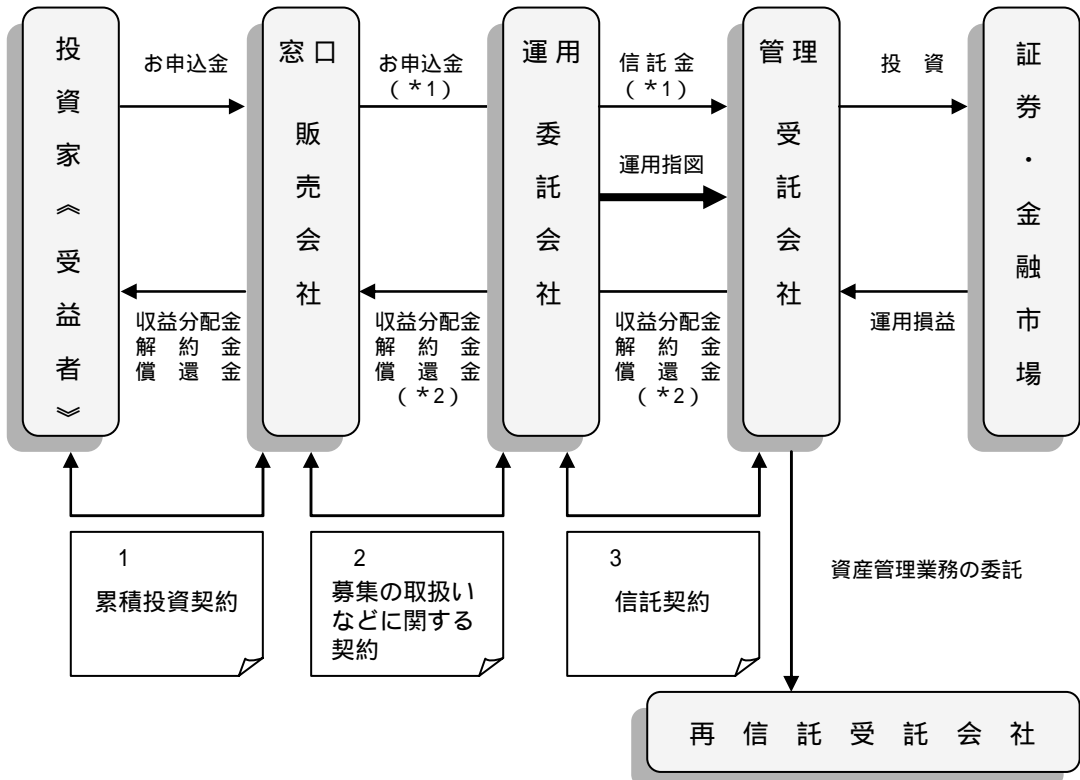 投資家《受益者》
お申込金
収益分配金
解約金
償還金
窓口
販売会社
お申込金
(*1)
収益分配金
解約金
償還金
(*2)
運用
委託会社
信託金
(*1)
運用指図
収益分配金
解約金
償還金
(*2)
管理
受託会社
投資
運用損益
証券・金融市場
1
累積投資契約
2
募集の取扱い
などに関する
契約
3
信託契約
資産管理業務の委託
再信託受託会社